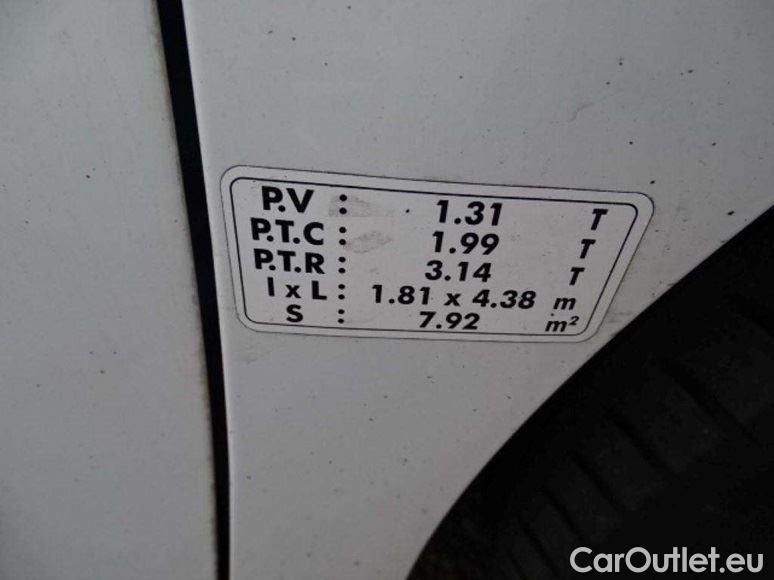 P.V : 1.31 T
P.T.C : 1.99 T
P.T.R : 3.14 T
l x L : 1.81 x 4.38 m
S : 7.92 m²
CarOutlet.eu